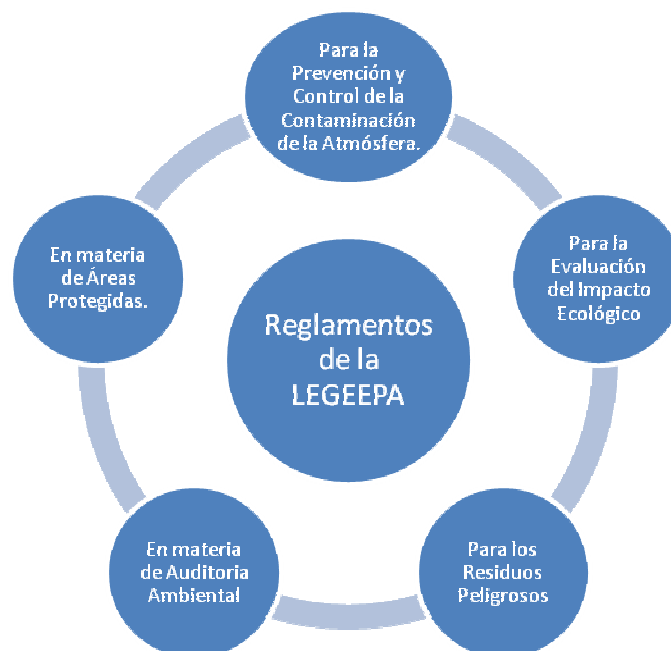 Para la
Prevención y
Control de la
Contaminación
de la Atmósfera.
Para la
Evaluación
del Impacto
Ecológico
Para los
Residuos
Peligrosos
En materia
de Auditoria
Ambiental
En materia
de Áreas
Protegidas.
Reglamentos
de la
LEGEEPA